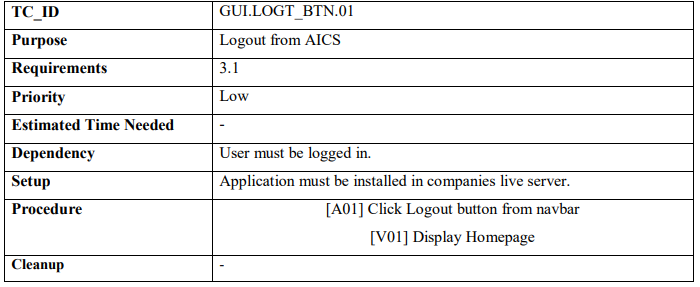 TC_ID GUI.LOGT_BTN.01
Purpose Logout from AICS
Requirements 3.1
Priority Low
Estimated Time Needed -
Dependency User must be logged in.
Setup Application must be installed in companies live server.
Procedure [A01] Click Logout button from navbar
[V01] Display Homepage
Cleanup -